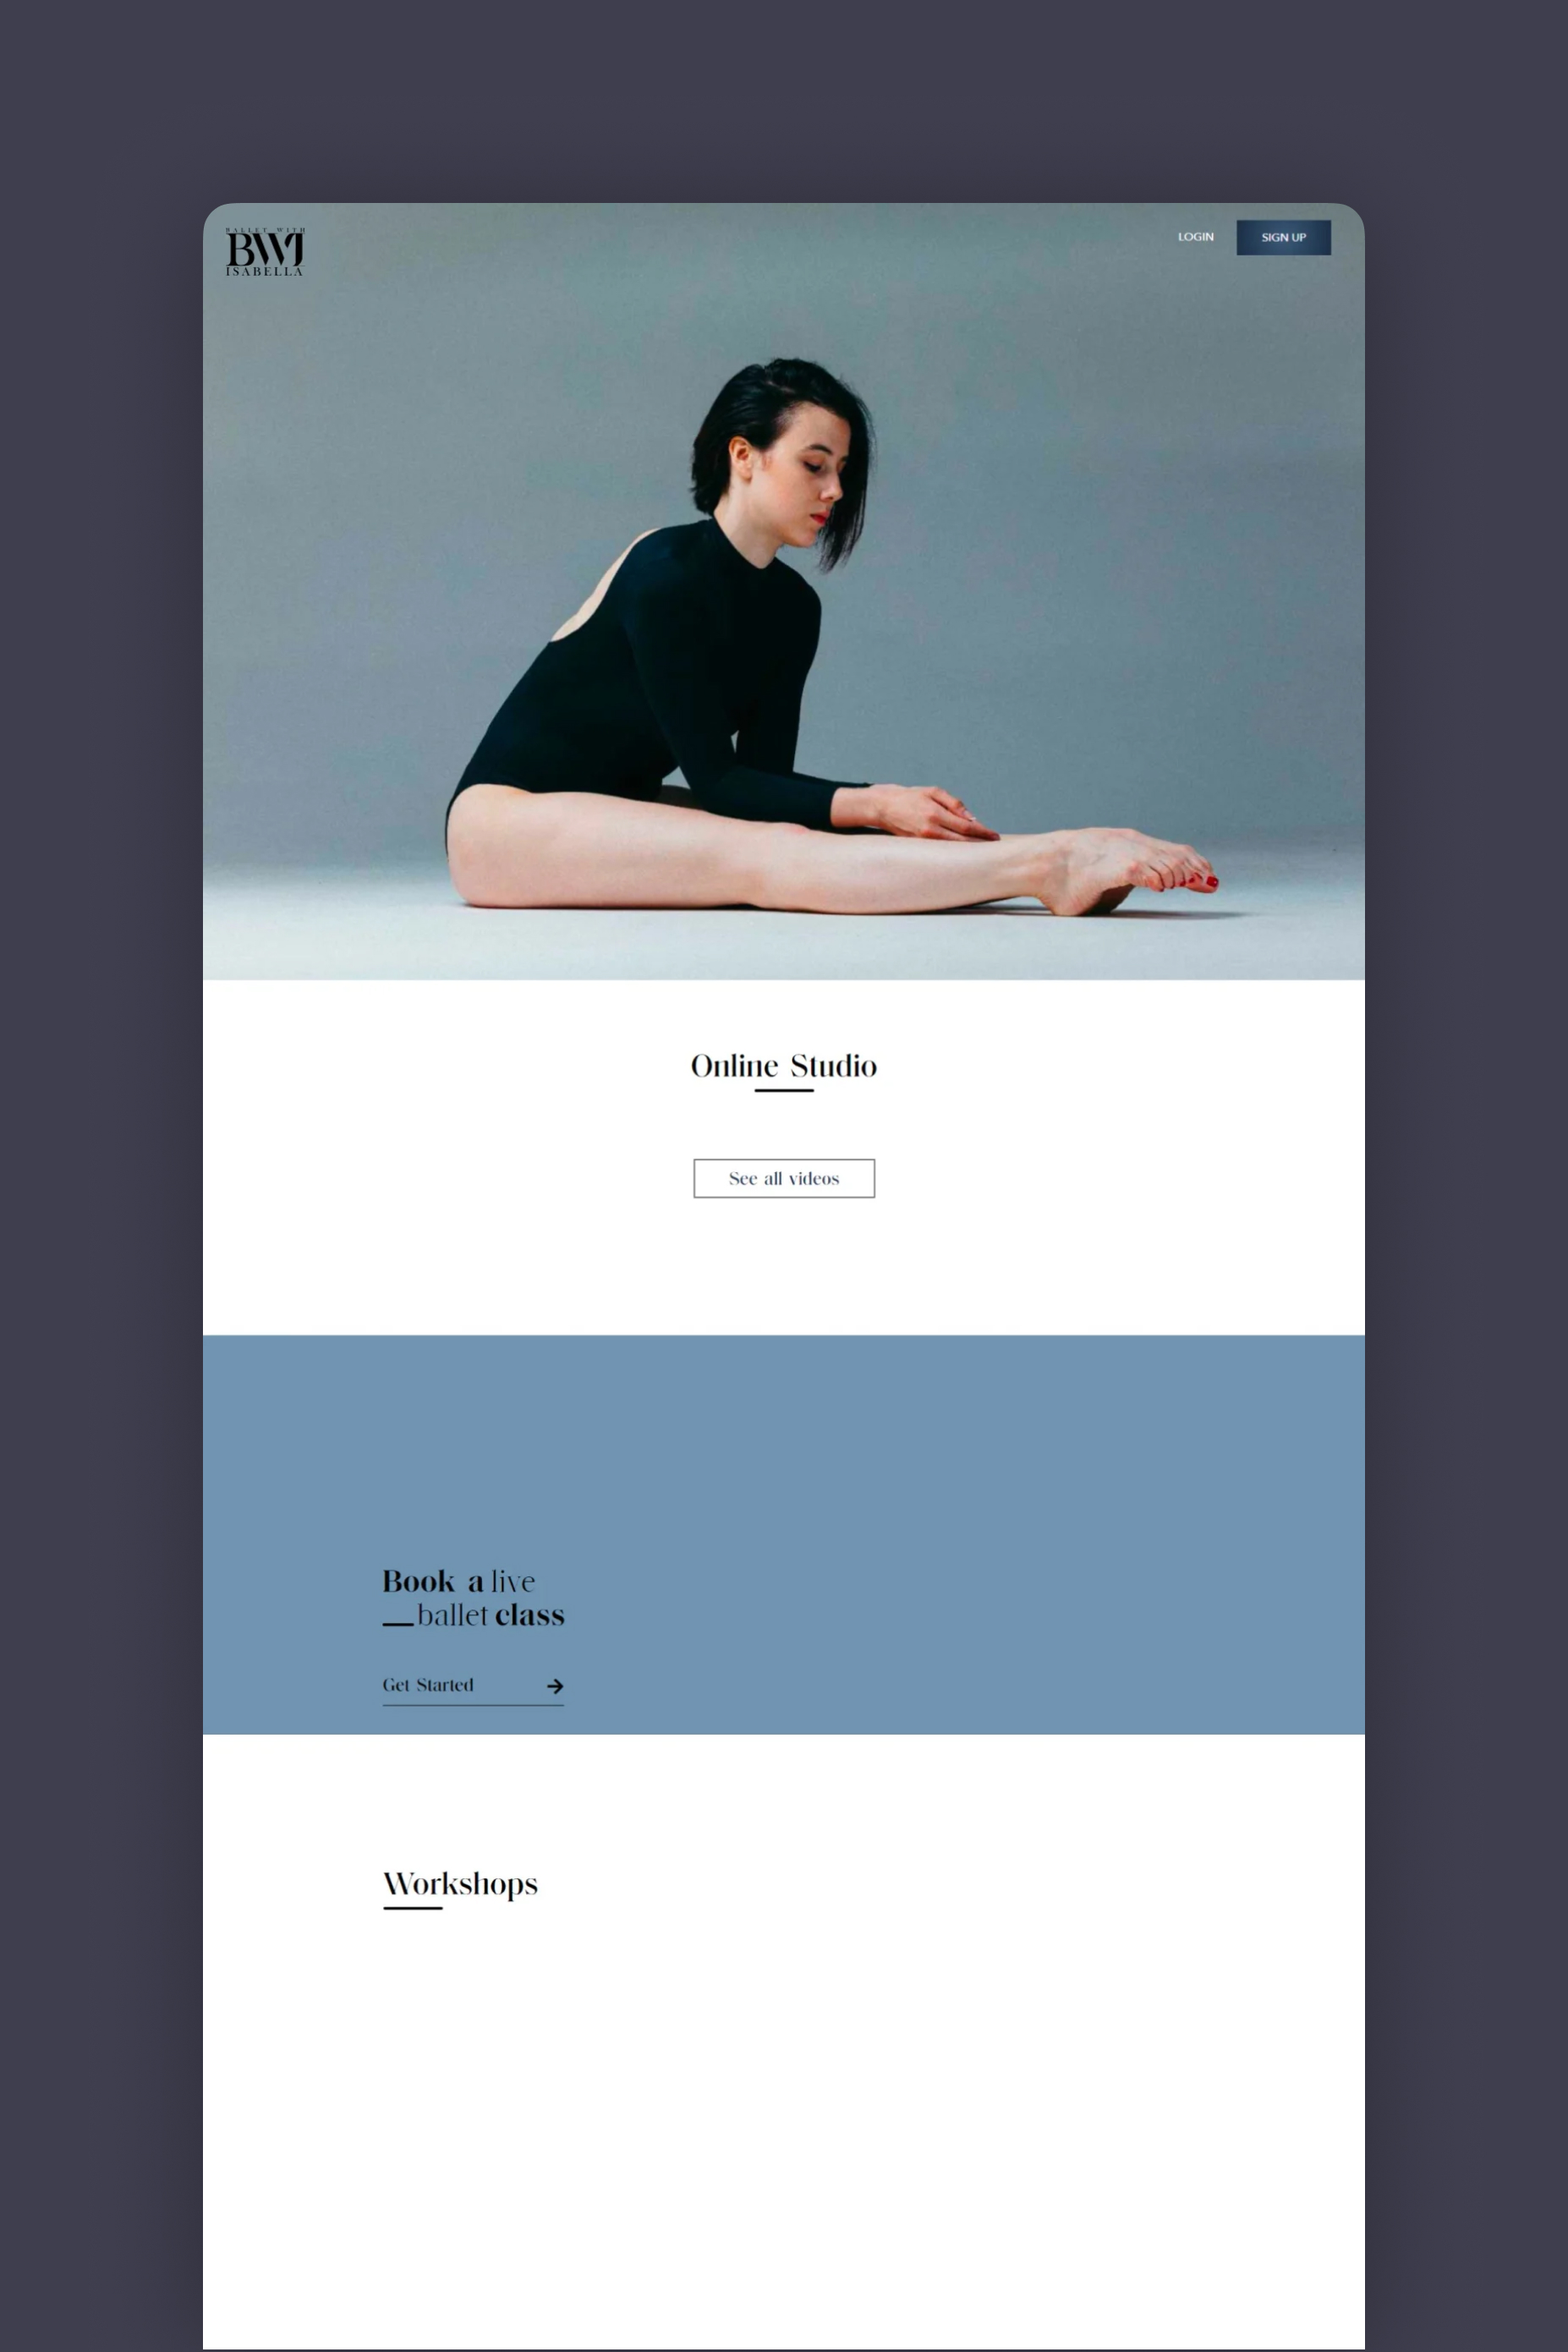 BALLET WITH
BWI
ISABELLA
LOGIN
SIGN UP
Online Studio
See all videos
Book a live
ballet class
Get Started
Workshops